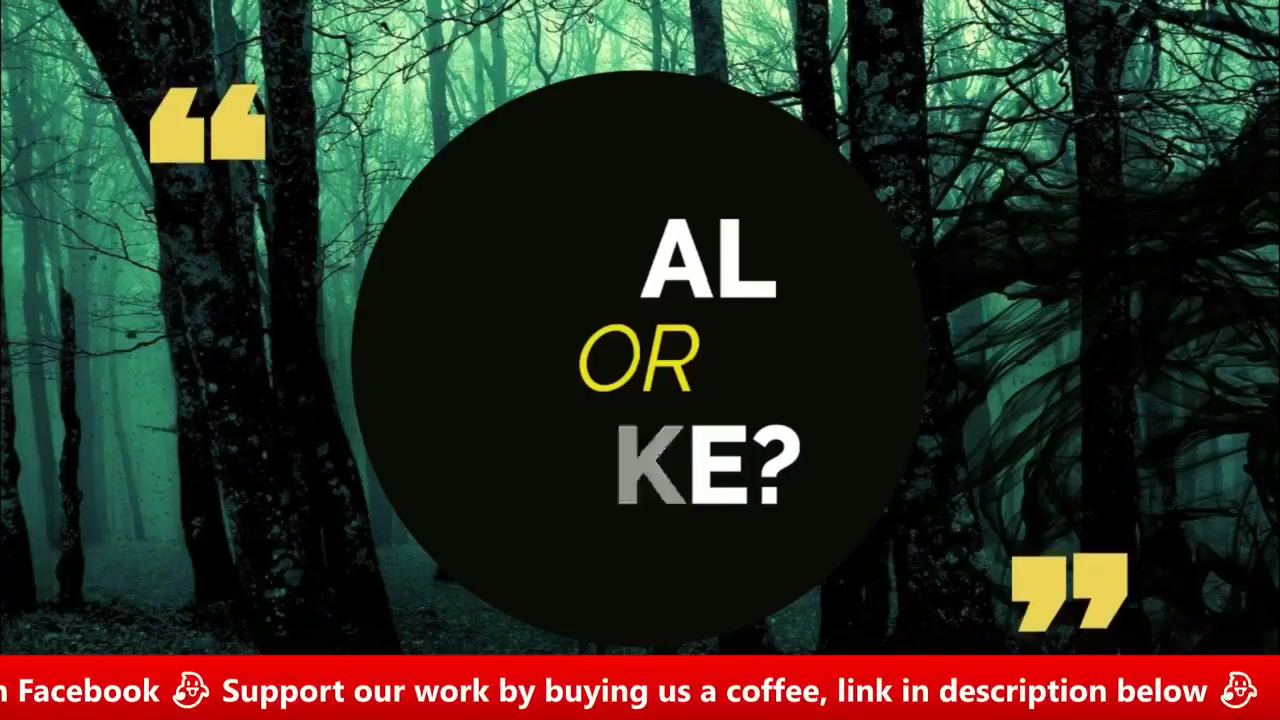 “
AL
OR
KE?
”
n Facebook Support our work by buying us a coffee, link in description below